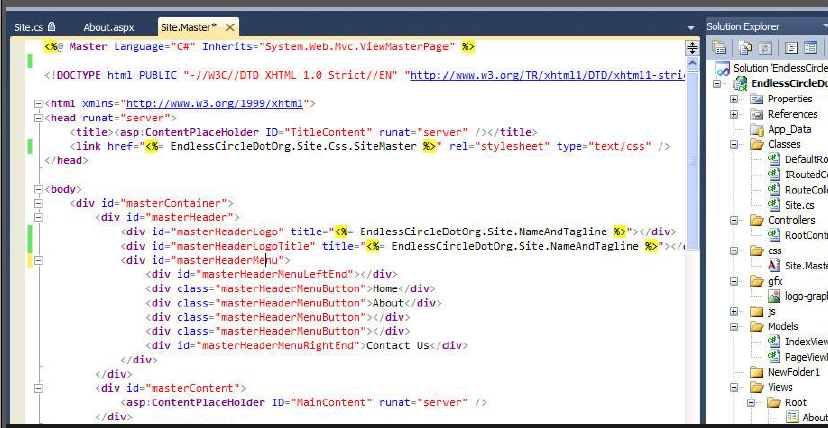 Site.cs About.aspx Site.Master*
<%@ Master Language="C#" Inherits="System.Web.Mvc.ViewMasterPage" %>
<!DOCTYPE html PUBLIC "-//W3C//DTD XHTML 1.0 Strict//EN" "http://www.w3.org/TR/xhtml1/DTD/xhtml1-stric
<html xmlns="http://www.w3.org/1999/xhtml">
<head runat="server">
<title><asp:ContentPlaceHolder ID="TitleContent" runat="server" /></title>
<link href="<%= EndlessCircleDotOrg.Site.Css.SiteMaster %>" rel="stylesheet" type="text/css" />
</head>
<body>
<div id="masterContainer">
<div id="masterHeader">
<div id="masterHeaderLogo" title="<%= EndlessCircleDotOrg.Site.NameAndTagline %>"></div>
<div id="masterHeaderLogoTitle" title="<%= EndlessCircleDotOrg.Site.NameAndTagline %>"></
<div id="masterHeaderMenu">
<div id="masterHeaderMenuLeftEnd"></div>
<div class="masterHeaderMenuButton">Home</div>
<div class="masterHeaderMenuButton">About</div>
<div class="masterHeaderMenuButton"></div>
<div class="masterHeaderMenuButton"></div>
<div id="masterHeaderMenuRightEnd">Contact Us</div>
</div>
</div>
<div id="masterContent">
<asp:ContentPlaceHolder ID="MainContent" runat="server" />
</div>
Solution Explorer
Solution 'EndlessCircle
EndlessCircleDo
Properties
References
App_Data
Classes
DefaultRo
IRoutedCo
RouteColl
Site.cs
Controllers
RootContr
css
Site.Maste
gfx
logo-grap
js
Models
IndexView
PageViewM
NewFolder1
Views
Root
About